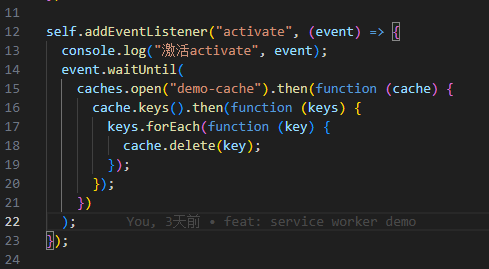 11
12 self.addEventListener("activate", (event) => {
13 console.log("激活activate", event);
14 event.waitUntil(
15 caches.open("demo-cache").then(function (cache) {
16 cache.keys().then(function (keys) {
17 keys.forEach(function (key) {
18 cache.delete(key);
19 });
20 });
21 })
22 ); You, 3天前 • feat: service worker demo
23 });
24